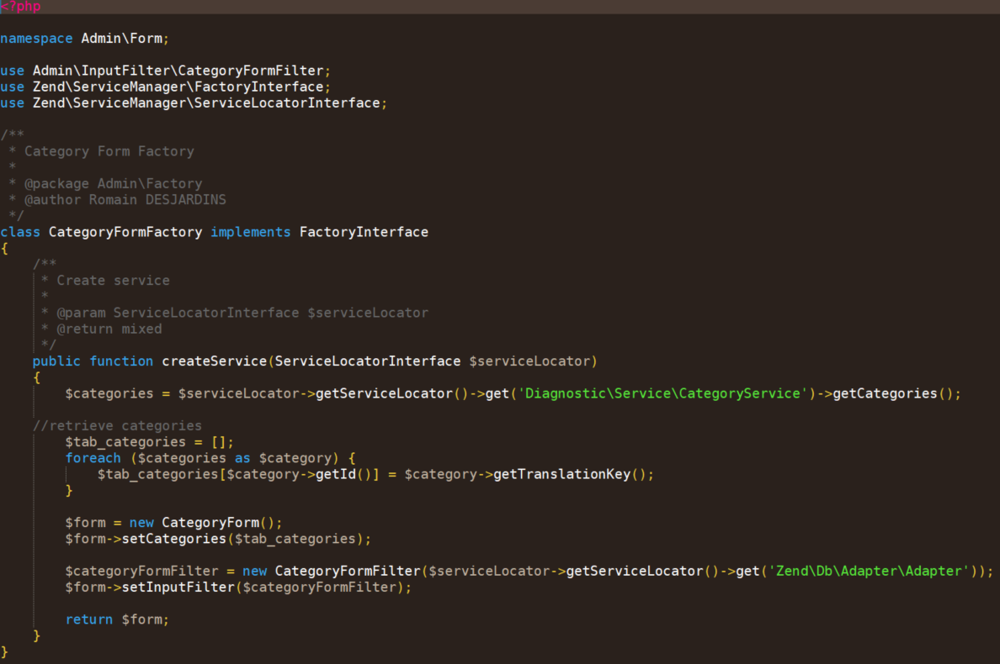 <?php
namespace Admin\Form;
use Admin\InputFilter\CategoryFormFilter;
use Zend\ServiceManager\FactoryInterface;
use Zend\ServiceManager\ServiceLocatorInterface;
/**
 * Category Form Factory
 *
 * @package Admin\Factory
 * @author Romain DESJARDINS
 */
class CategoryFormFactory implements FactoryInterface
{
    /**
     * Create service
     *
     * @param ServiceLocatorInterface $serviceLocator
     * @return mixed
     */
    public function createService(ServiceLocatorInterface $serviceLocator)
    {
        $categories = $serviceLocator->getServiceLocator()->get('Diagnostic\Service\CategoryService')->getCategories();
    //retrieve categories
        $tab_categories = [];
        foreach ($categories as $category) {
            $tab_categories[$category->getId()] = $category->getTranslationKey();
        }
        $form = new CategoryForm();
        $form->setCategories($tab_categories);
        $categoryFormFilter = new CategoryFormFilter($serviceLocator->getServiceLocator()->get('Zend\Db\Adapter\Adapter'));
        $form->setInputFilter($categoryFormFilter);
        return $form;
    }
}